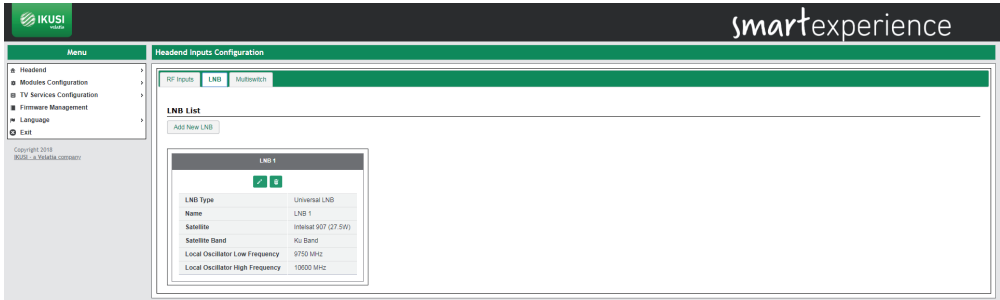 IKUSI
velatia
smartexperience
Menu
Headend
Modules Configuration
TV Services Configuration
Firmware Management
Language
Exit
Copyright 2018
IKUSI - a Velatia company
Headend Inputs Configuration
RF Inputs LNB Multiswitch
LNB List
Add New LNB
LNB 1
LNB Type Universal LNB
Name LNB 1
Satellite Intelsat 907 (27.5W)
Satellite Band Ku Band
Local Oscillator Low Frequency 9750 MHz
Local Oscillator High Frequency 10600 MHz